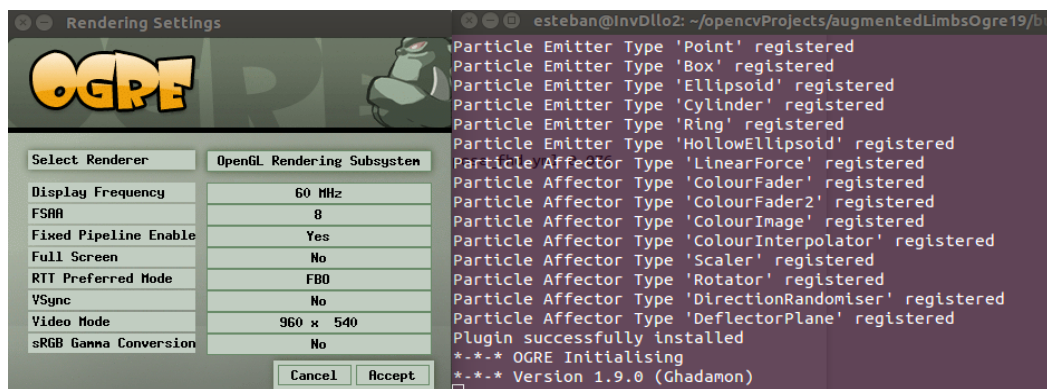 Rendering Settings
OGRE
Select Renderer OpenGL Rendering Subsystem
Display Frequency 60 MHz
FSAA 8
Fixed Pipeline Enable Yes
Full Screen No
RTT Preferred Mode FBO
VSync No
Video Mode 960 x 540
sRGB Gamma Conversion No
Cancel Accept
esteban@InvDllo2: ~/opencvProjects/augmentedLimbsOgre19/b
Particle Emitter Type 'Point' registered
Particle Emitter Type 'Box' registered
Particle Emitter Type 'Ellipsoid' registered
Particle Emitter Type 'Cylinder' registered
Particle Emitter Type 'Ring' registered
Particle Emitter Type 'HollowEllipsoid' registered
Particle Affector Type 'LinearForce' registered
Particle Affector Type 'ColourFader' registered
Particle Affector Type 'ColourFader2' registered
Particle Affector Type 'ColourImage' registered
Particle Affector Type 'ColourInterpolator' registered
Particle Affector Type 'Scaler' registered
Particle Affector Type 'Rotator' registered
Particle Affector Type 'DirectionRandomiser' registered
Particle Affector Type 'DeflectorPlane' registered
Plugin successfully installed
*-*-* OGRE Initialising
*-*-* Version 1.9.0 (Ghadamon)